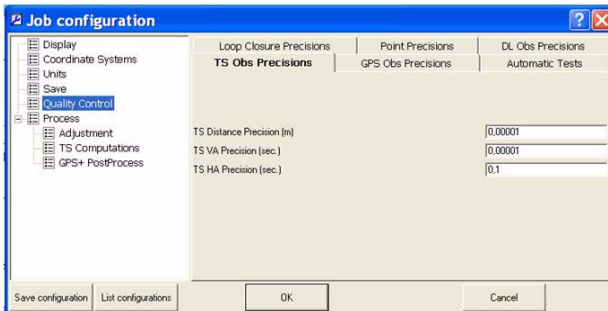 Job configuration
Display
Coordinate Systems
Units
Save
Quality Control
Process
Adjustment
TS Computations
GPS+ PostProcess
Loop Closure Precisions
Point Precisions
DL Obs Precisions
TS Obs Precisions
GPS Obs Precisions
Automatic Tests
TS Distance Precision (m)
0,00001
TS VA Precision (sec.)
0,00001
TS HA Precision (sec.)
0,1
Save configuration
List configurations
OK
Cancel